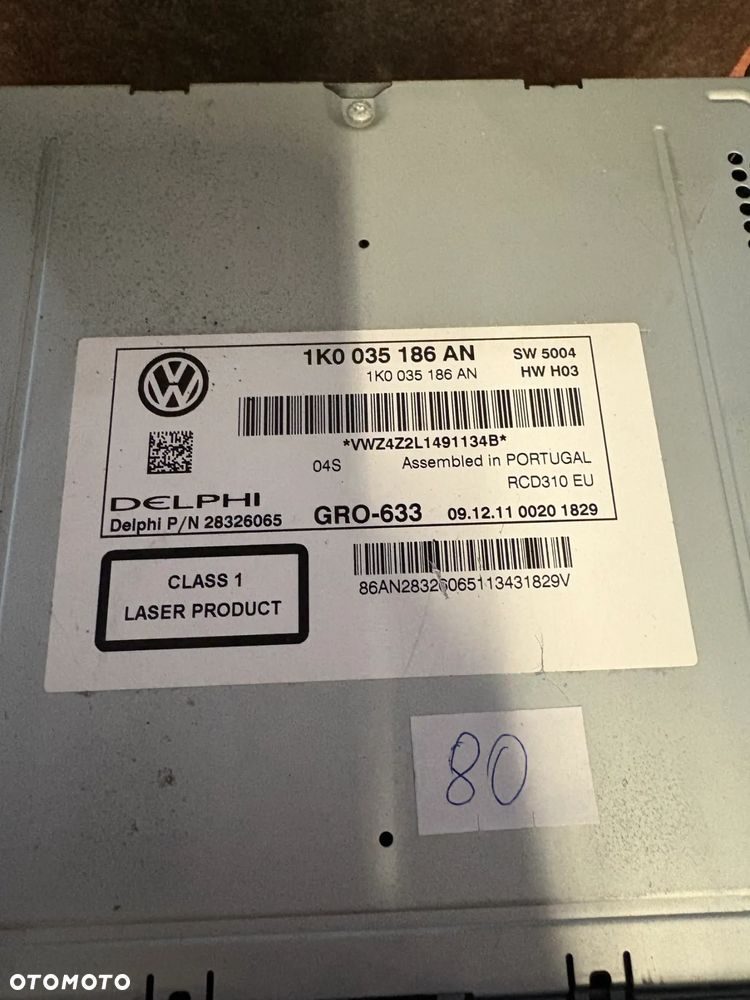 1K0 035 186 AN SW 5004
1K0 035 186 AN HW H03
*VWZ4Z2L1491134B*
04S Assembled in PORTUGAL
RCD310 EU
DELPHI
Delphi P/N 28326065 GRO-633 09.12.11 0020 1829
CLASS 1
LASER PRODUCT
86AN28326065113431829V
80
OTOMOTO